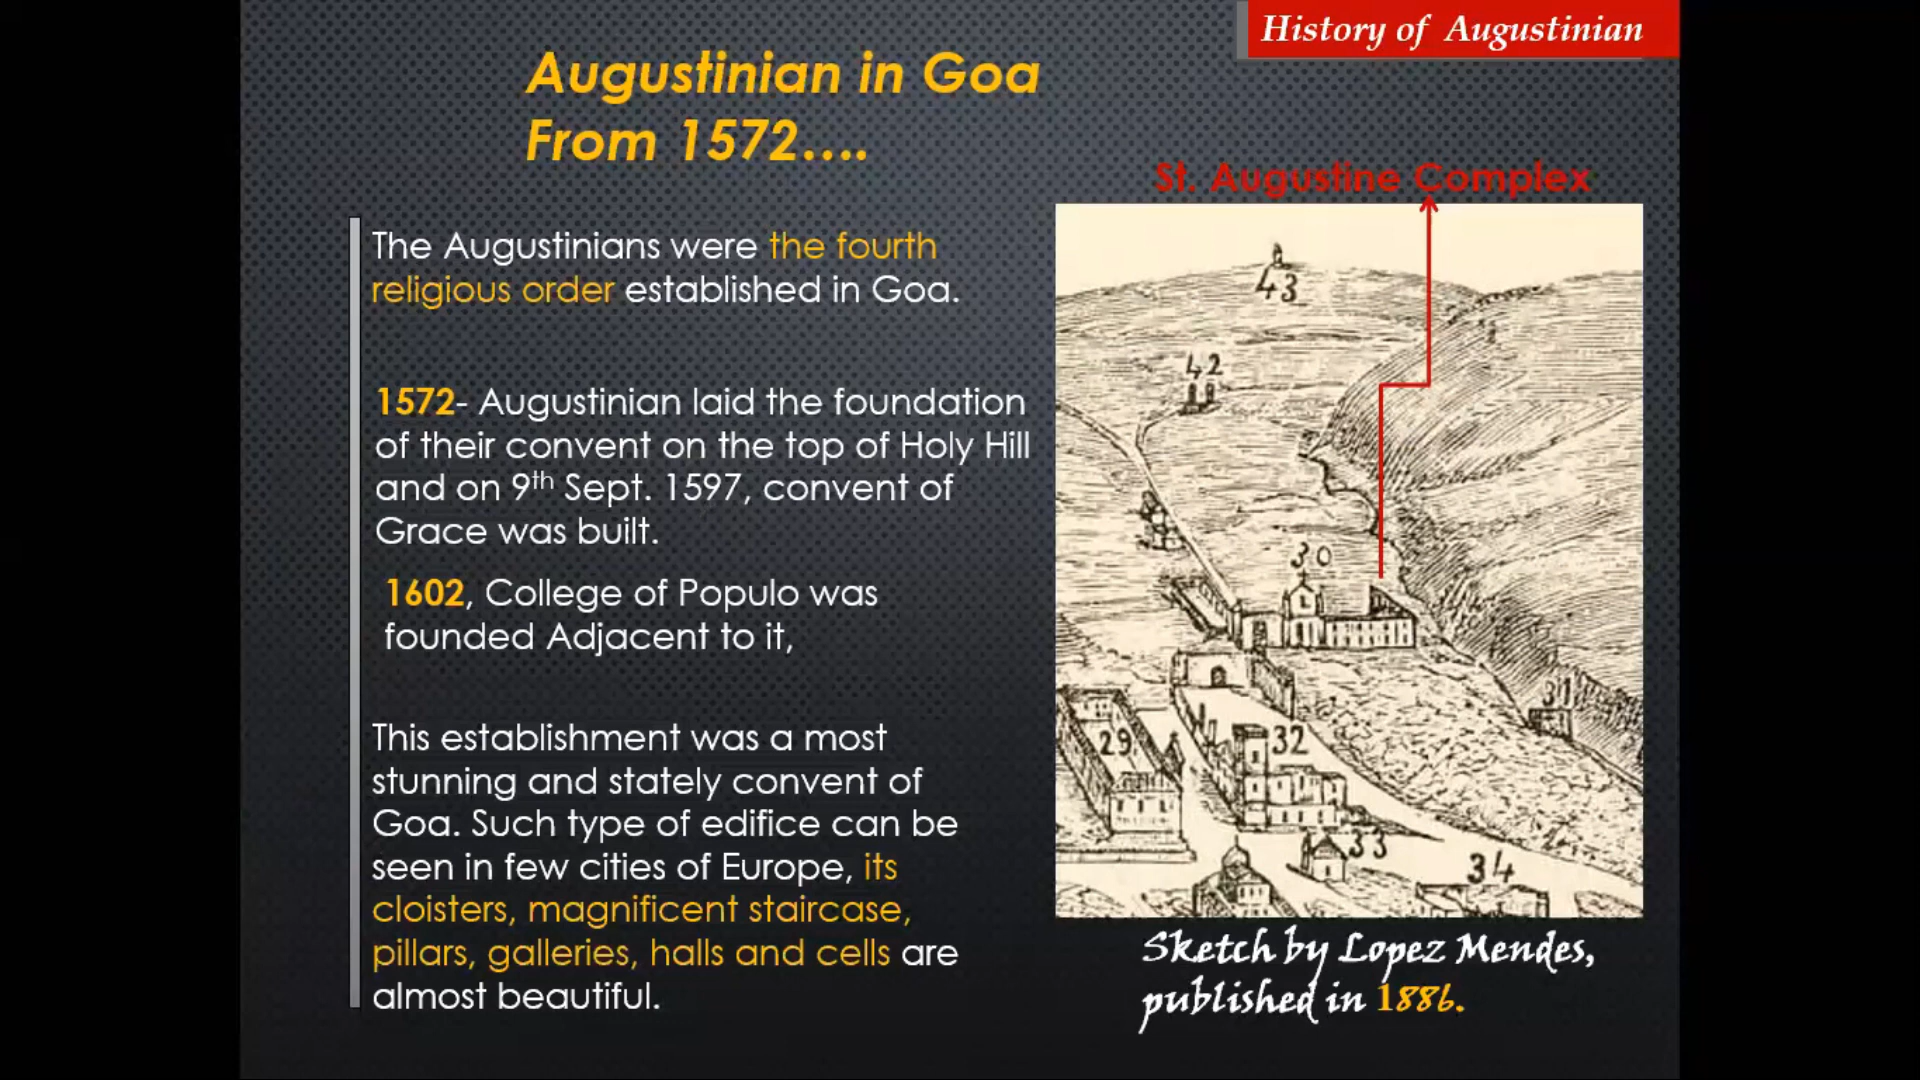 History of Augustinian
Augustinian in Goa
From 1572....
St. Augustine Complex
The Augustinians were the fourth
religious order established in Goa.
1572- Augustinian laid the foundation
of their convent on the top of Holy Hill
and on 9th Sept. 1597, convent of
Grace was built.
1602, College of Populo was
founded Adjacent to it,
This establishment was a most
stunning and stately convent of
Goa. Such type of edifice can be
seen in few cities of Europe, its
cloisters, magnificent staircase,
pillars, galleries, halls and cells are
almost beautiful.
43
42
30
31
29
32
33
34
Sketch by Lopez Mendes,
published in 1886.